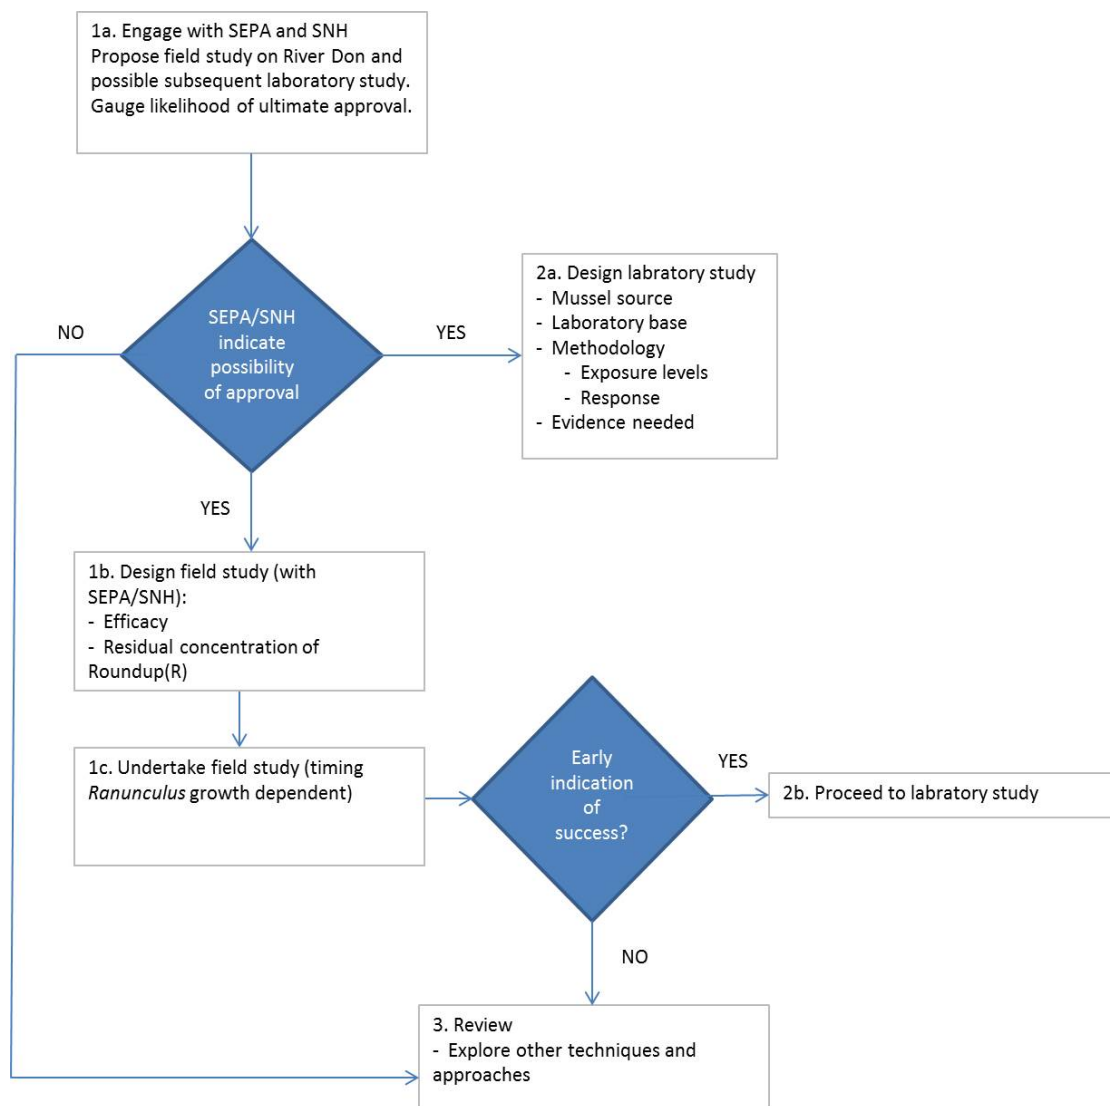 1a. Engage with SEPA and SNH
Propose field study on River Don and
possible subsequent laboratory study.
Gauge likelihood of ultimate approval.
SEPA/SNH
indicate
possibility
of approval
NO
YES
2a. Design labratory study
- Mussel source
- Laboratory base
- Methodology
- Exposure levels
- Response
- Evidence needed
YES
1b. Design field study (with
SEPA/SNH):
- Efficacy
- Residual concentration of
Roundup(R)
1c. Undertake field study (timing
Ranunculus growth dependent)
Early
indication
of
success?
YES
2b. Proceed to labratory study
NO
3. Review
- Explore other techniques and
approaches